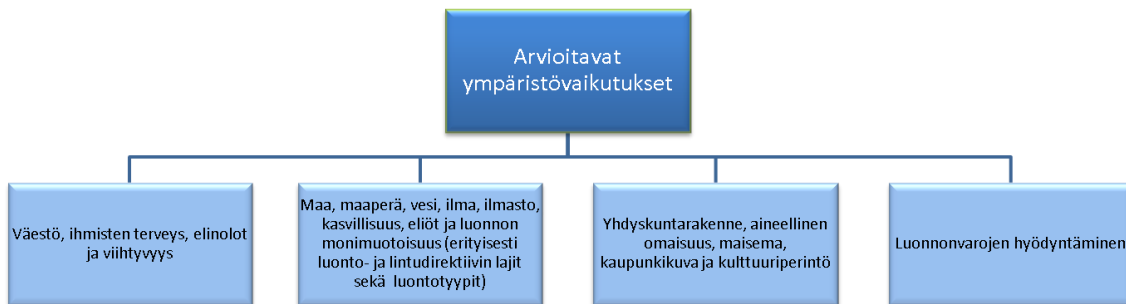 Arvioitavat
ympäristövaikutukset
Väestö, ihmisten terveys, elinolot
ja viihtyvyys
Maa, maaperä, vesi, ilma, ilmasto,
kasvillisuus, eliöt ja luonnon
monimuotoisuus (erityisesti
luonto- ja lintudirektiivin lajit
sekä luontotyypit)
Yhdyskuntarakenne, aineellinen
omaisuus, maisema,
kaupunkikuva ja kulttuuriperintö
Luonnonvarojen hyödyntäminen